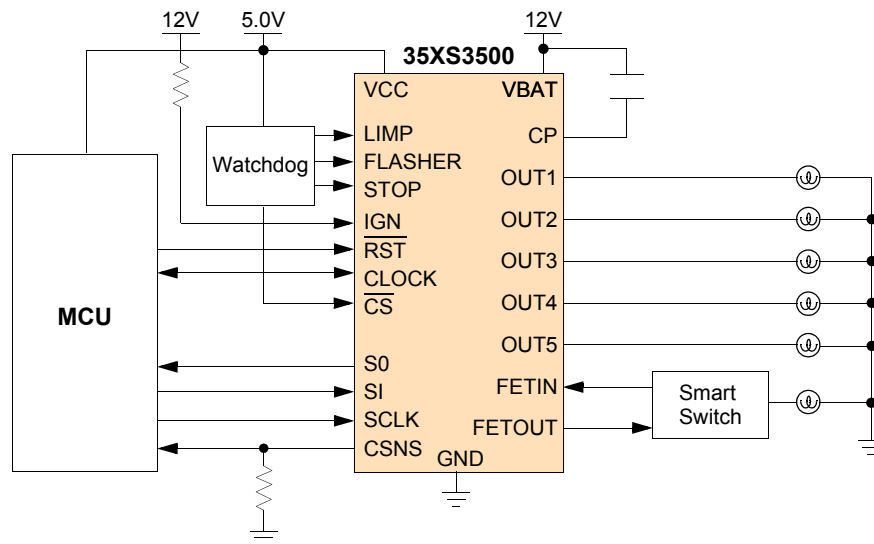 12V 5.0V 12V
35XS3500
VCC VBAT
CP
LIMP
FLASHER
STOP
Watchdog
IGN
RST
CLOCK
CS
MCU
S0
SI
SCLK
CSNS
GND
OUT1
OUT2
OUT3
OUT4
OUT5
FETIN
FETOUT
Smart
Switch